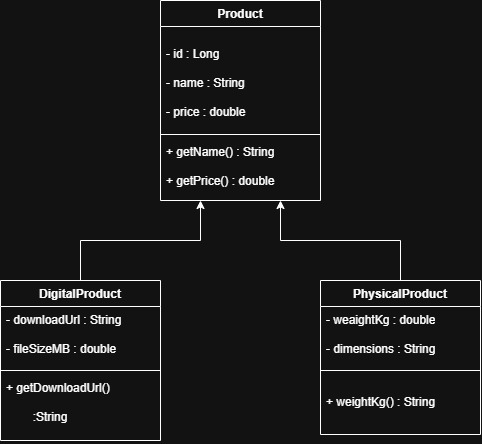 Product
- id : Long
- name : String
- price : double
+ getName() : String
+ getPrice() : double
DigitalProduct
- downloadUrl : String
- fileSizeMB : double
+ getDownloadUrl()
:String
PhysicalProduct
- weaightKg : double
- dimensions : String
+ weightKg() : String